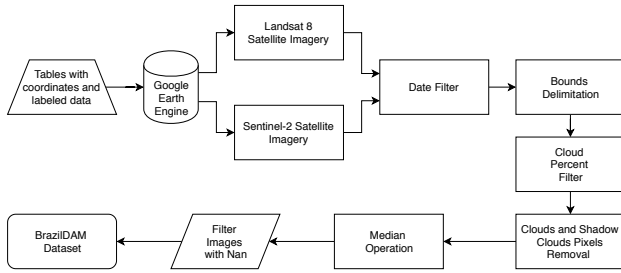 Tables with
coordinates and
labeled data
Google
Earth
Engine
Landsat 8
Satellite Imagery
Sentinel-2 Satellite
Imagery
Date Filter
Bounds
Delimitation
Cloud
Percent
Filter
Clouds and Shadow
Clouds Pixels
Removal
Median
Operation
Filter
Images
with Nan
BrazilDAM
Dataset